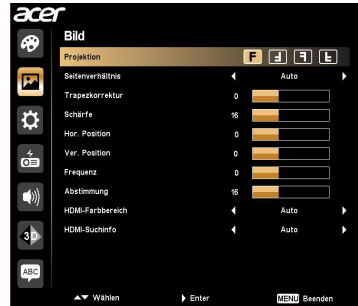 acer
Bild
Projektion F F F F
Seitenverhältnis Auto
Trapezkorrektur 0
Schärfe 16
Hor. Position 0
Ver. Position 0
Frequenz 0
Abstimmung 16
HDMI-Farbbereich Auto
HDMI-Suchinfo Auto
3D
ABC
Wählen Enter MENU Beenden